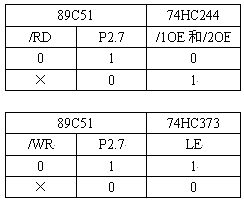 89C51 74HC244
/RD P2.7 /1OE 和/2OE
0 1 0
× 0 1
89C51 74HC373
/WR P2.7 LE
0 1 1
× 0 0